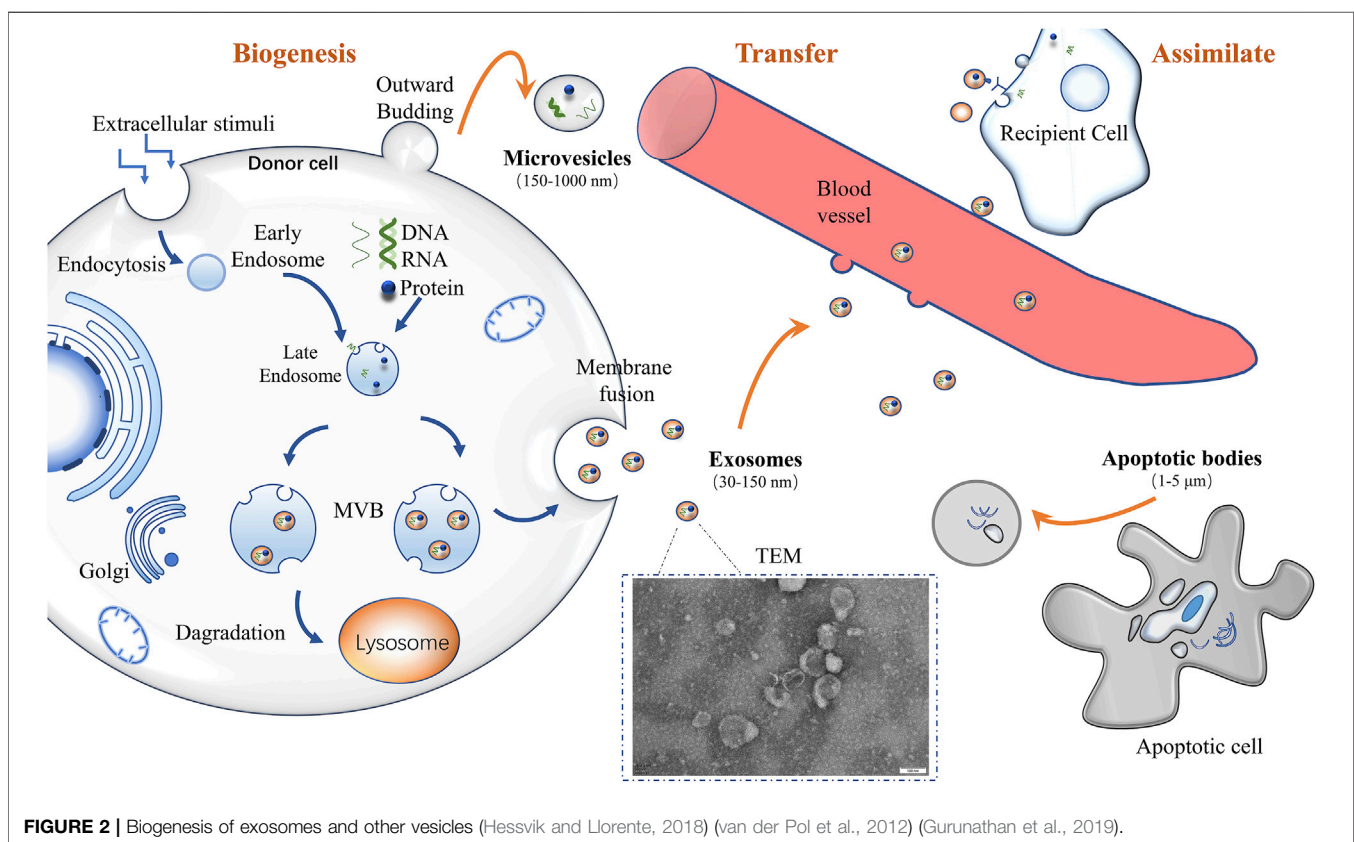 Biogenesis
Transfer
Assimilate
Outward
Budding
Extracellular stimuli
Donor cell
Microvesicles
(150-1000 nm)
Recipient Cell
Blood
vessel
Early
Endosome
Endocytosis
DNA
RNA
Protein
Late
Endosome
Membrane
fusion
Exosomes
(30-150 nm)
Apoptotic bodies
(1-5 μm)
MVB
Golgi
TEM
Dagradation
Lysosome
Apoptotic cell
FIGURE 2 | Biogenesis of exosomes and other vesicles (Hessvik and Llorente, 2018) (van der Pol et al., 2012) (Gurunathan et al., 2019).